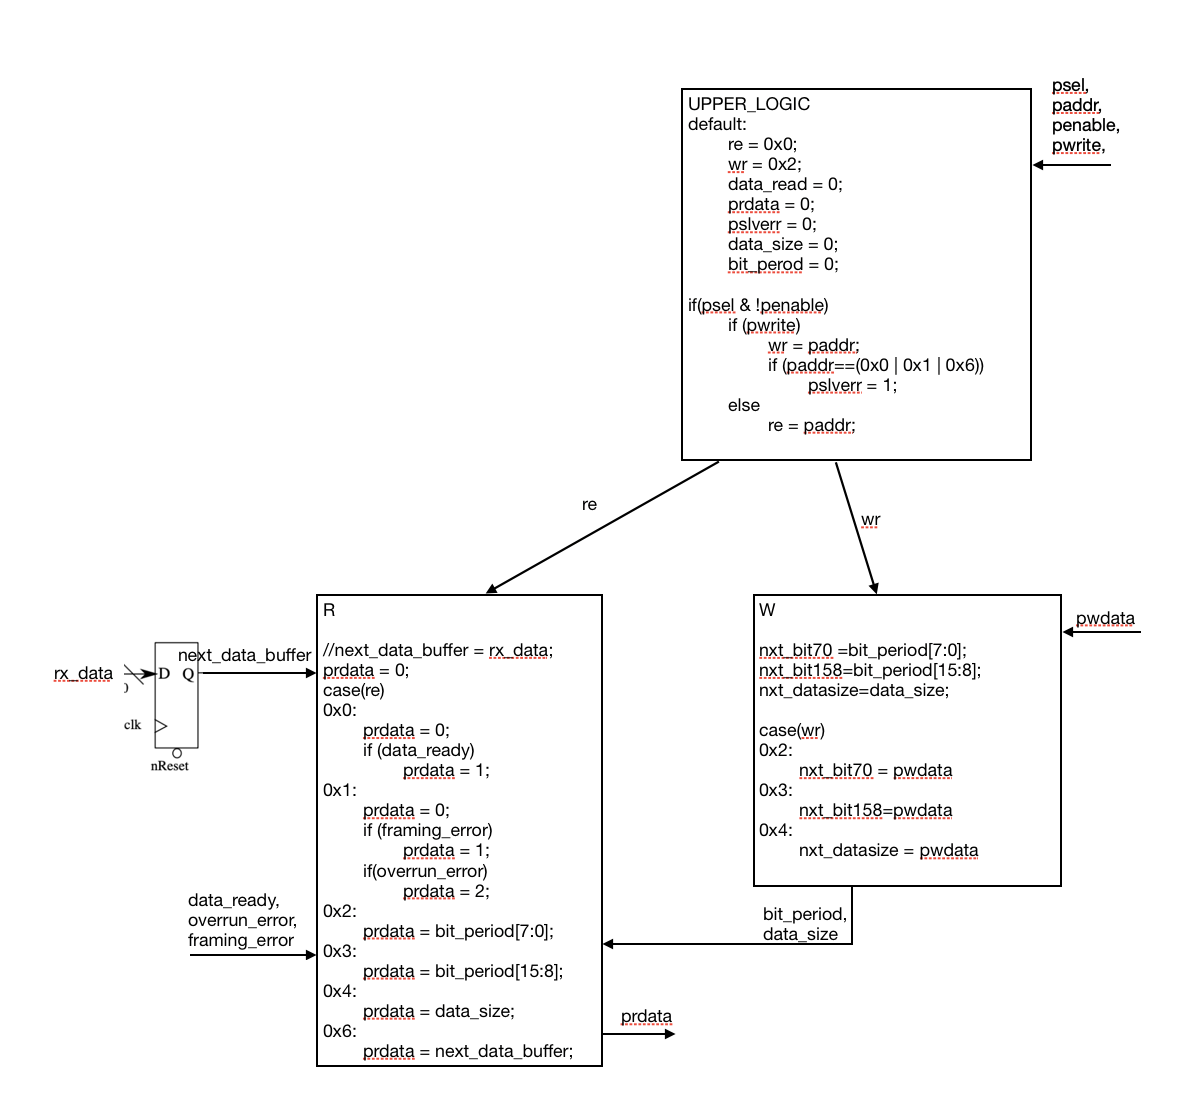 psel,
paddr,
penable,
pwrite,
UPPER_LOGIC
default:
re = 0x0;
wr = 0x2;
data_read = 0;
prdata = 0;
pslverr = 0;
data_size = 0;
bit_perod = 0;
if(psel & !penable)
if (pwrite)
wr = paddr;
if (paddr==(0x0 | 0x1 | 0x6))
pslverr = 1;
else
re = paddr;
re
wr
rx_data
D Q
clk
nReset
next_data_buffer
R
//next_data_buffer = rx_data;
prdata = 0;
case(re)
0x0:
prdata = 0;
if (data_ready)
prdata = 1;
0x1:
prdata = 0;
if (framing_error)
prdata = 1;
if(overrun_error)
prdata = 2;
0x2:
prdata = bit_period[7:0];
0x3:
prdata = bit_period[15:8];
0x4:
prdata = data_size;
0x6:
prdata = next_data_buffer;
data_ready,
overrun_error,
framing_error
W
nxt_bit70 =bit_period[7:0];
nxt_bit158=bit_period[15:8];
nxt_datasize=data_size;
case(wr)
0x2:
nxt_bit70 = pwdata
0x3:
nxt_bit158=pwdata
0x4:
nxt_datasize = pwdata
pwdata
bit_period,
data_size
prdata